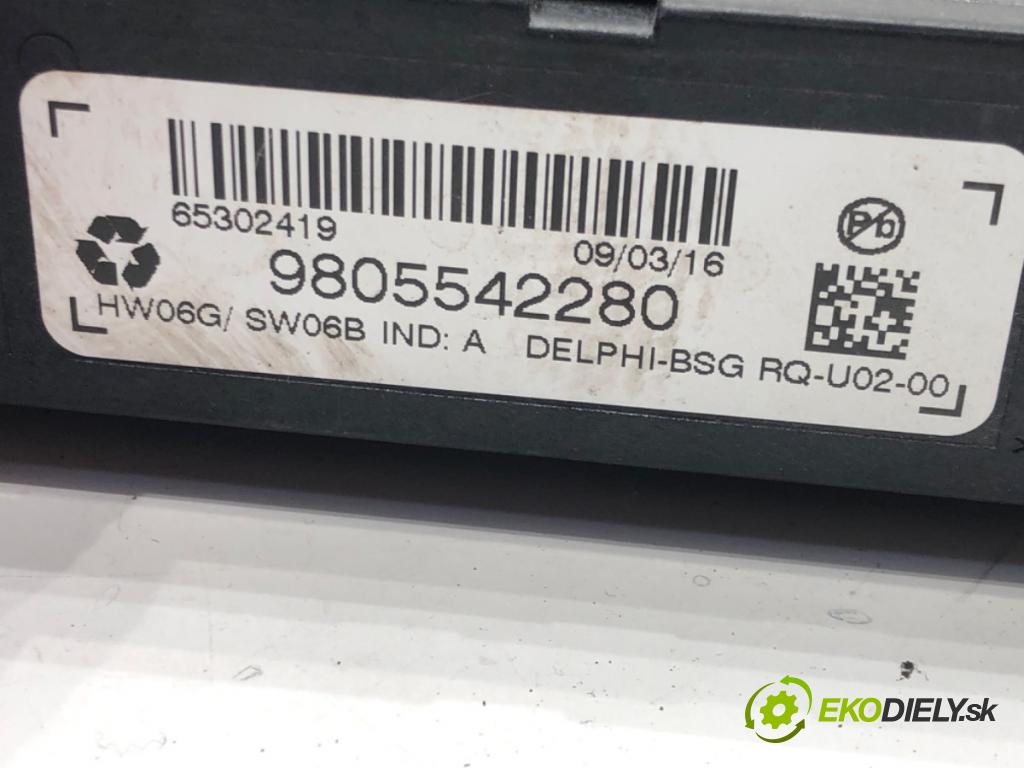 65302419
09/03/16
9805542280
HW06G/ SW06B IND: A DELPHI-BSG RQ-U02-00
Pb
EKODIELY.sk